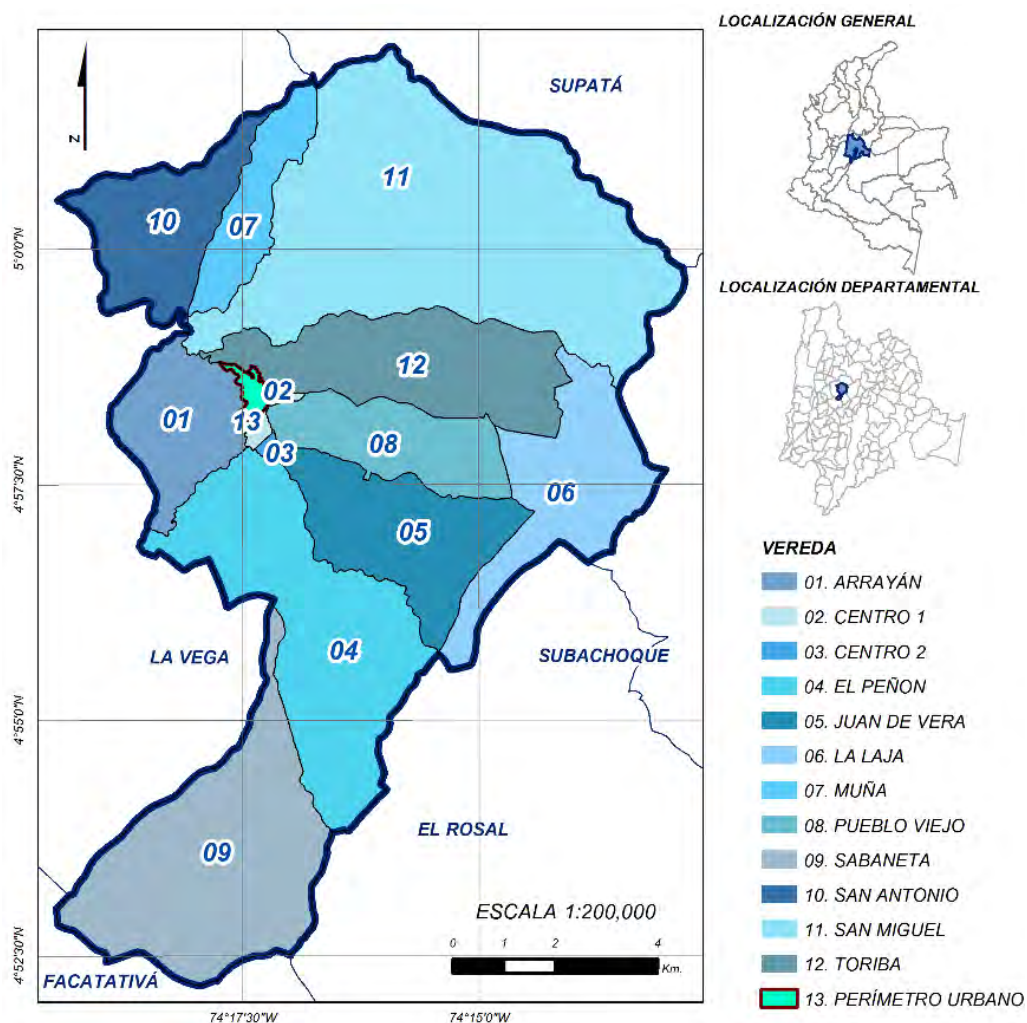 LOCALIZACIÓN GENERAL
SUPATÁ
N
11
10
07
5°0'0"N
LOCALIZACIÓN DEPARTAMENTAL
12
02
01
13
08
03
4°57'30"N
06
05
VEREDA
01. ARRAYÁN
02. CENTRO 1
03. CENTRO 2
04. EL PEÑON
05. JUAN DE VERA
06. LA LAJA
07. MUÑA
08. PUEBLO VIEJO
09. SABANETA
10. SAN ANTONIO
11. SAN MIGUEL
12. TORIBA
13. PERÍMETRO URBANO
LA VEGA
04
SUBACHOQUE
4°55'0"N
EL ROSAL
09
ESCALA 1:200,000
0 1 2 4
Km.
4°52'30"N
FACATATIVÁ
74°17'30"W
74°15'0"W